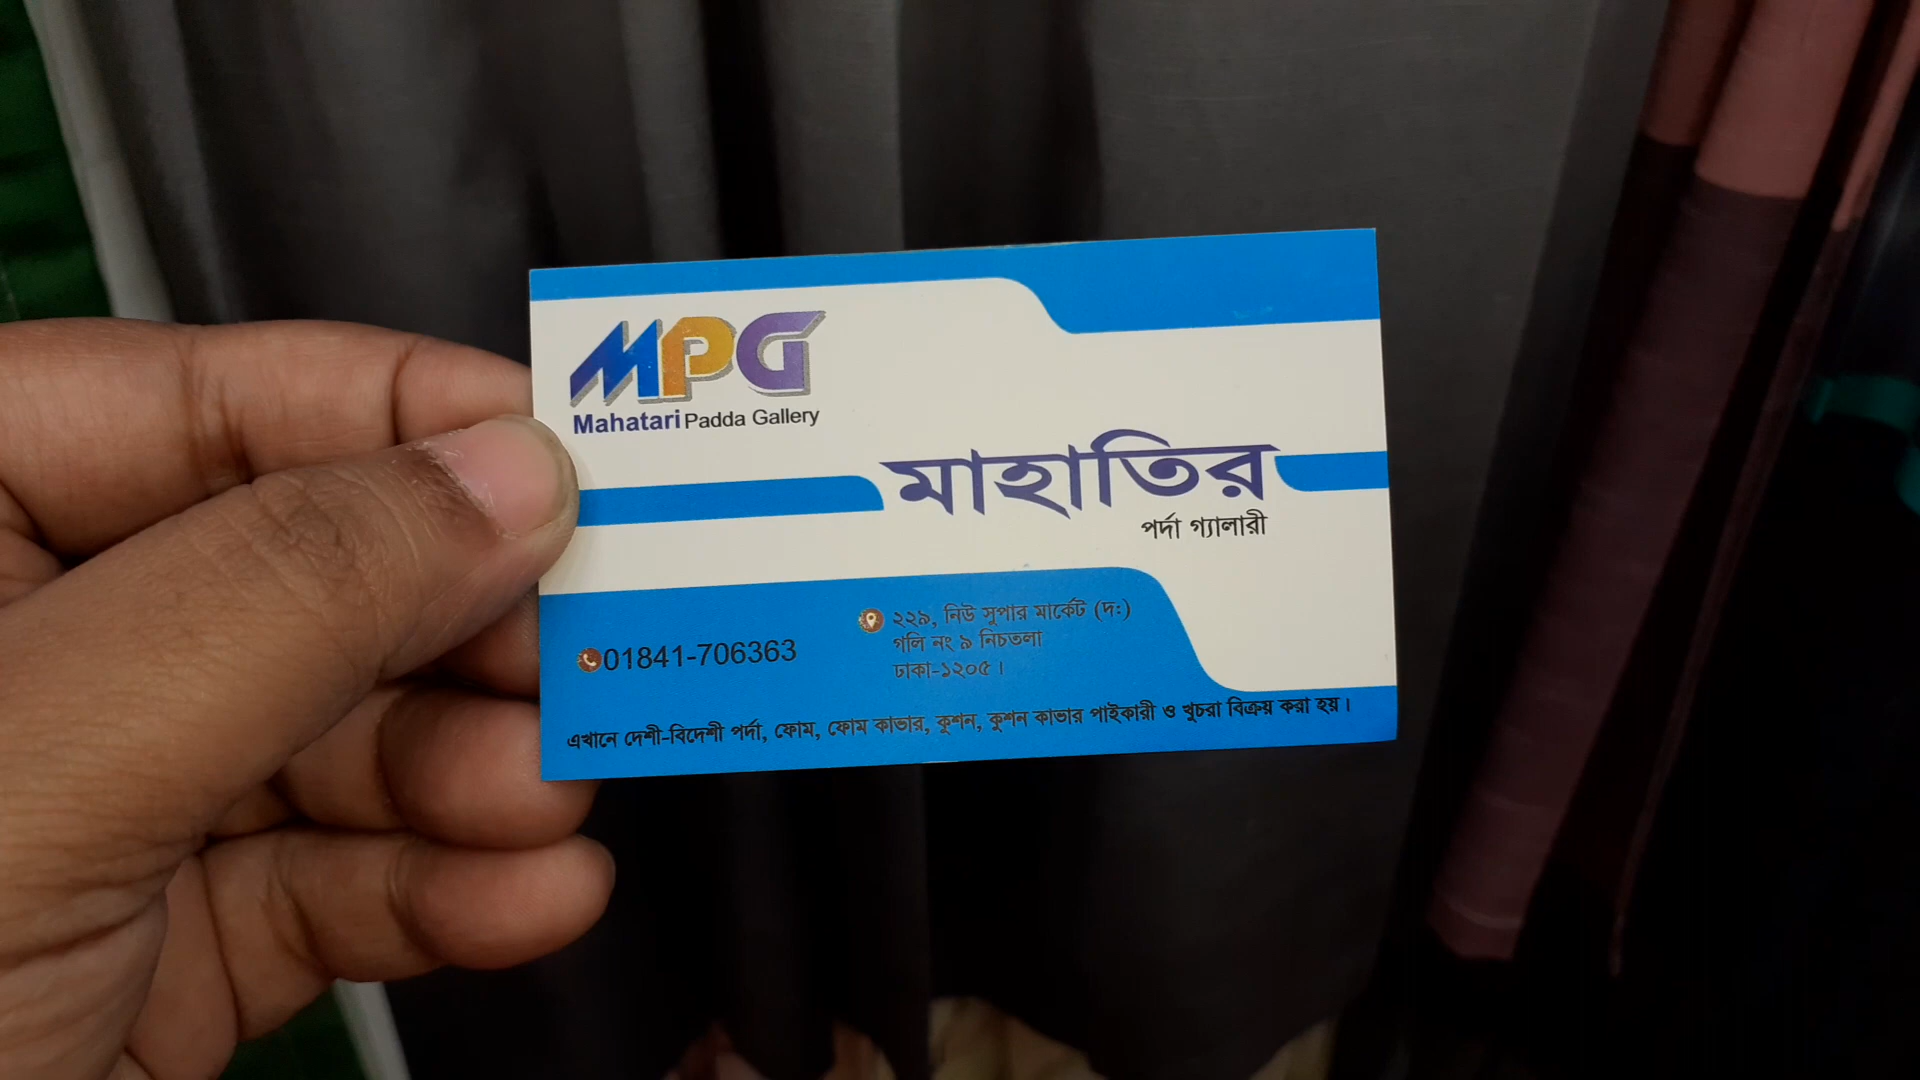 MPG
Mahatari Padda Gallery
মাহাতির
পর্দা গ্যালারী
01841-706363
২২৯, নিউ সুপার মার্কেট (দ:)
গলি নং ৯ নিচতলা
ঢাকা-১২০৫।
এখানে দেশী-বিদেশী পর্দা, ফোম, ফোম কাভার, কুশন, কুশন কাভার পাইকারী ও খুচরা বিক্রয় করা হয়।